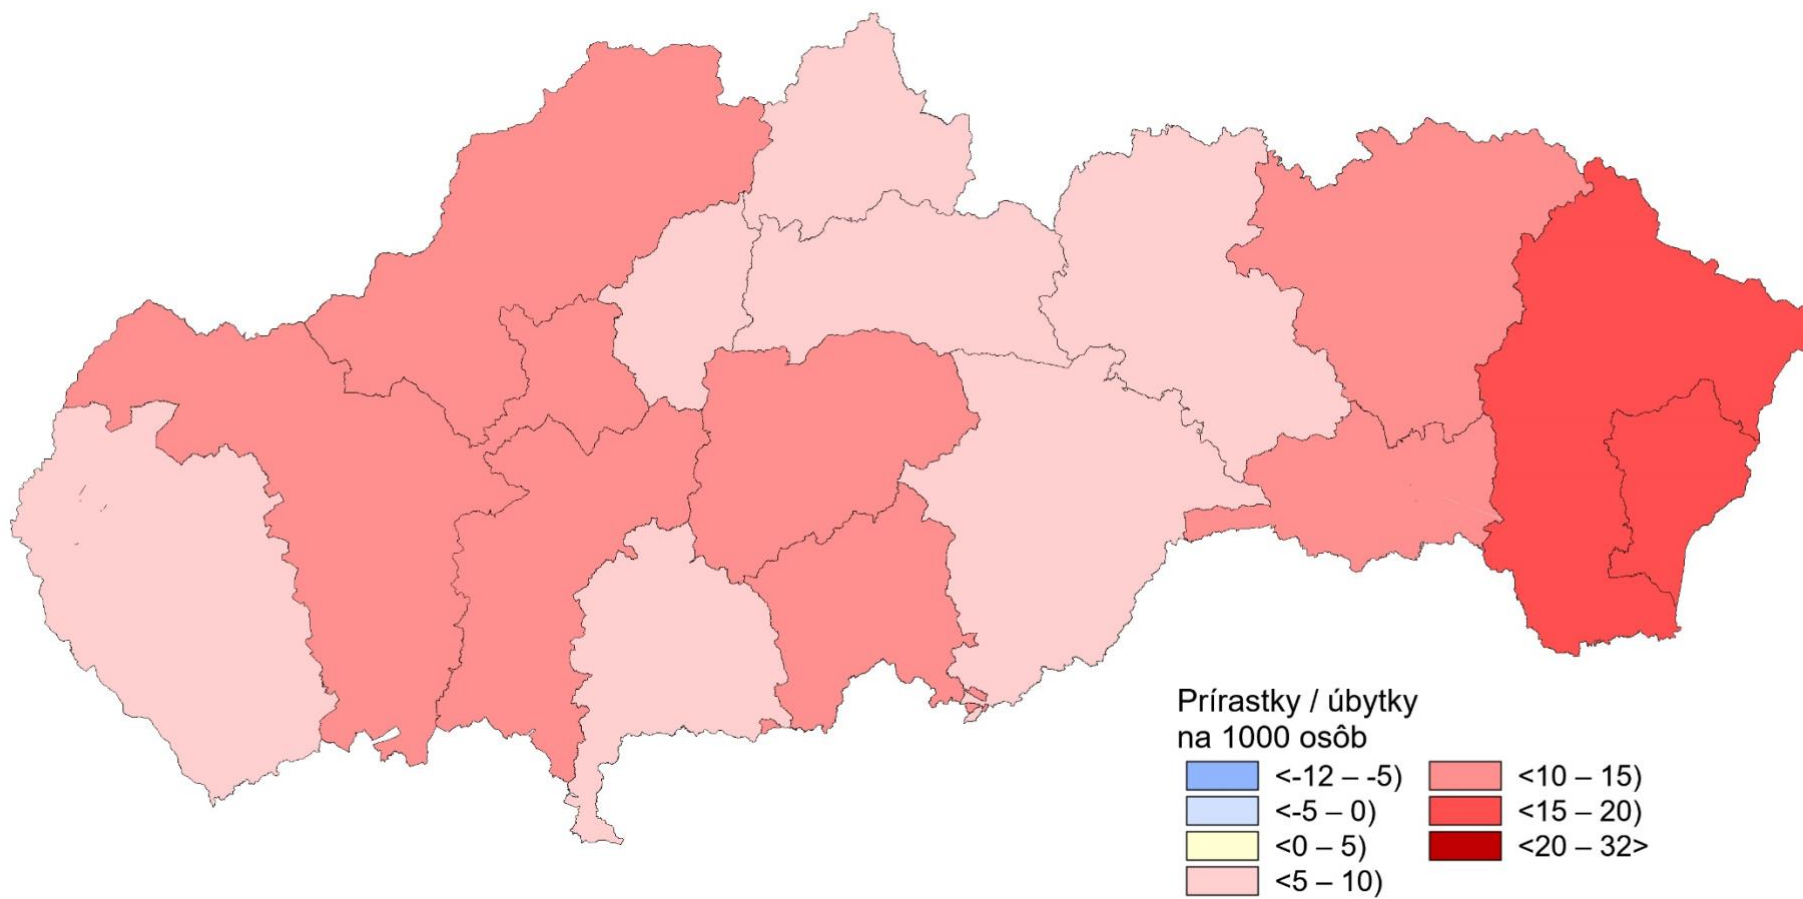 Prírastky / úbytky
na 1000 osôb
<-12 – -5)
<-5 – 0)
<0 – 5)
<5 – 10)
<10 – 15)
<15 – 20)
<20 – 32>